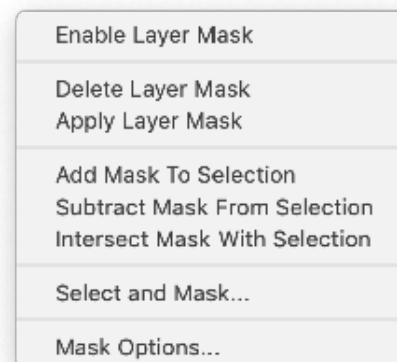 Enable Layer Mask
Delete Layer Mask
Apply Layer Mask
Add Mask To Selection
Subtract Mask From Selection
Intersect Mask With Selection
Select and Mask...
Mask Options...